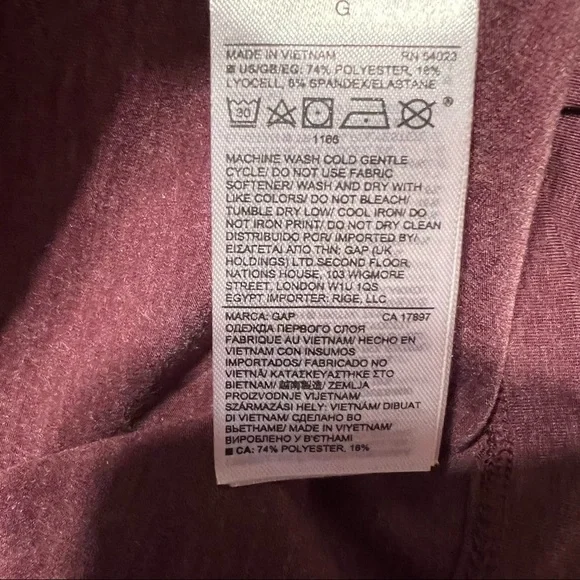 G
MADE IN VIETNAM RN 54023
US/GB/EG: 74% POLYESTER, 18%
LYOCELL, 8% SPANDEX/ELASTANE
30
®
1186
MACHINE WASH COLD GENTLE
CYCLE/ DO NOT USE FABRIC
SOFTENER/ WASH AND DRY WITH
LIKE COLORS/ DO NOT BLEACH/
TUMBLE DRY LOW/ COOL IRON/ DO
NOT IRON PRINT/ DO NOT DRY CLEAN
DISTRIBUIDO POR/ IMPORTED BY/
ΕΙΣΑΓΕΤΑΙ ΑΠΟ ΤΗΝ: GAP (UK
HOLDINGS) LTD.SECOND FLOOR,
NATIONS HOUSE, 103 WIGMORE
STREET, LONDON W1U 1QS
EGYPT IMPORTER: RIGE, LLC
MARCA: GAP CA 17897
ОДЕЖДА ПЕРВОГО СЛОЯ
FABRIQUE AU VIETNAM/ HECHO EN
VIETNAM CON INSUMOS
IMPORTADOS/ FABRICADO NO
VIETNÃ/ ΚΑΤΑΣΚΕΥΑΣΤΗΚΕ ΣΤΟ
ΒΙΕΤΝΑΜ/ 越南製造/ ZEMLJA
PROIZVODNJE VIJETNAM/
SZÁRMAZÁSI HELY: VIETNÁM/ DIBUAT
DI VIETNAM/ СДЕЛАНО ВО
ВЬЕТНАМЕ/ MADE IN VIYETNAM/
ВИРОБЛЕНО У В'ЄТНАМІ
CA: 74% POLYESTER, 18%